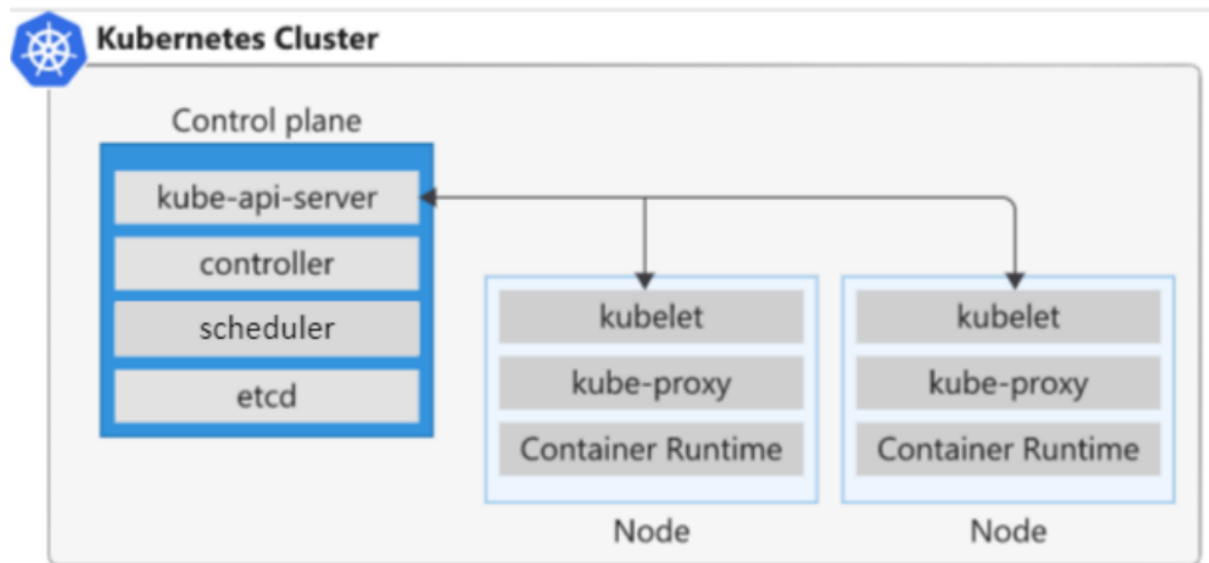 Kubernetes Cluster
Control plane
kube-api-server
controller
scheduler
etcd
kubelet
kube-proxy
Container Runtime
Node
kubelet
kube-proxy
Container Runtime
Node